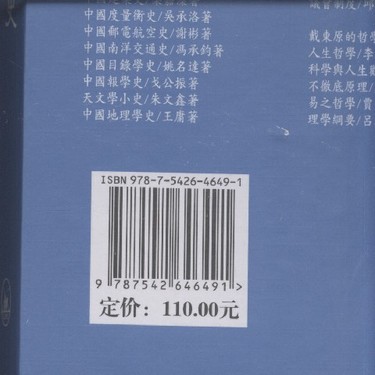 中國度量衡史/吳承洛著
中國郵電航空史/謝彬著
中國南洋交通史/馮承鈞著
中國目錄學史/姚名達著
中國報學史/戈公振著
天文學小史/朱文鑫著
中國地理學史/王庸著
議會制度/邱
戴東原的哲學
人生哲學/李
科學與人生觀
不徹底原理/
易之哲學/賈
理學綱要/呂
ISBN 978-7-5426-4649-1
9 787542 646491>
定价：110.00元